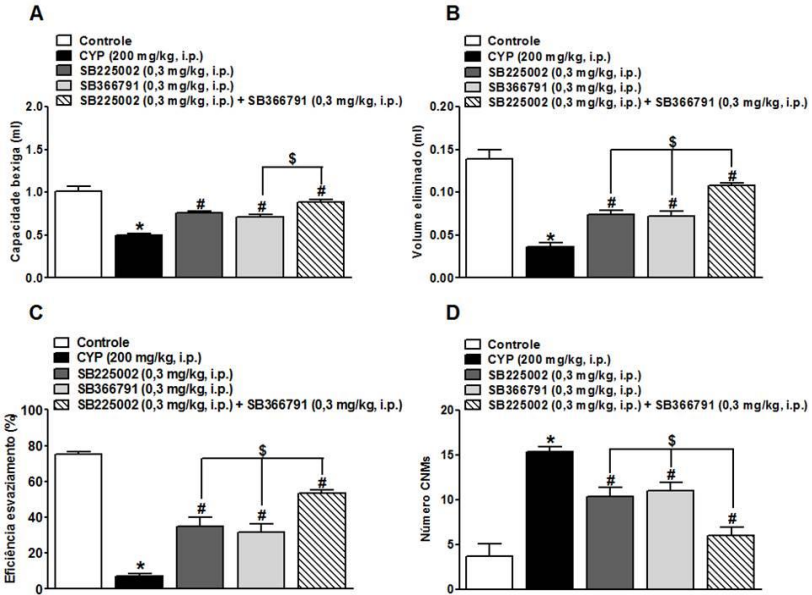 A
Controle
CYP (200 mg/kg, i.p.)
SB225002 (0,3 mg/kg, i.p.)
SB366791 (0,3 mg/kg, i.p.)
SB225002 (0,3 mg/kg, i.p.) + SB366791 (0,3 mg/kg, i.p.)
Capacidade bexiga (ml)
2.0
1.5
1.0
0.5
0.0
*
#
#
#
$
B
Controle
CYP (200 mg/kg, i.p.)
SB225002 (0,3 mg/kg, i.p.)
SB366791 (0,3 mg/kg, i.p.)
SB225002 (0,3 mg/kg, i.p.) + SB366791 (0,3 mg/kg, i.p.)
Volume eliminado (ml)
0.20
0.15
0.10
0.05
0.00
*
#
#
#
$
C
Controle
CYP (200 mg/kg, i.p.)
SB225002 (0,3 mg/kg, i.p.)
SB366791 (0,3 mg/kg, i.p.)
SB225002 (0,3 mg/kg, i.p.) + SB366791 (0,3 mg/kg, i.p.)
Eficiência esvaziamento (%)
100
80
60
40
20
0
*
#
#
#
$
D
Controle
CYP (200 mg/kg, i.p.)
SB225002 (0,3 mg/kg, i.p.)
SB366791 (0,3 mg/kg, i.p.)
SB225002 (0,3 mg/kg, i.p.) + SB366791 (0,3 mg/kg, i.p.)
Número CNMs
20
15
10
5
0
*
#
#
#
$